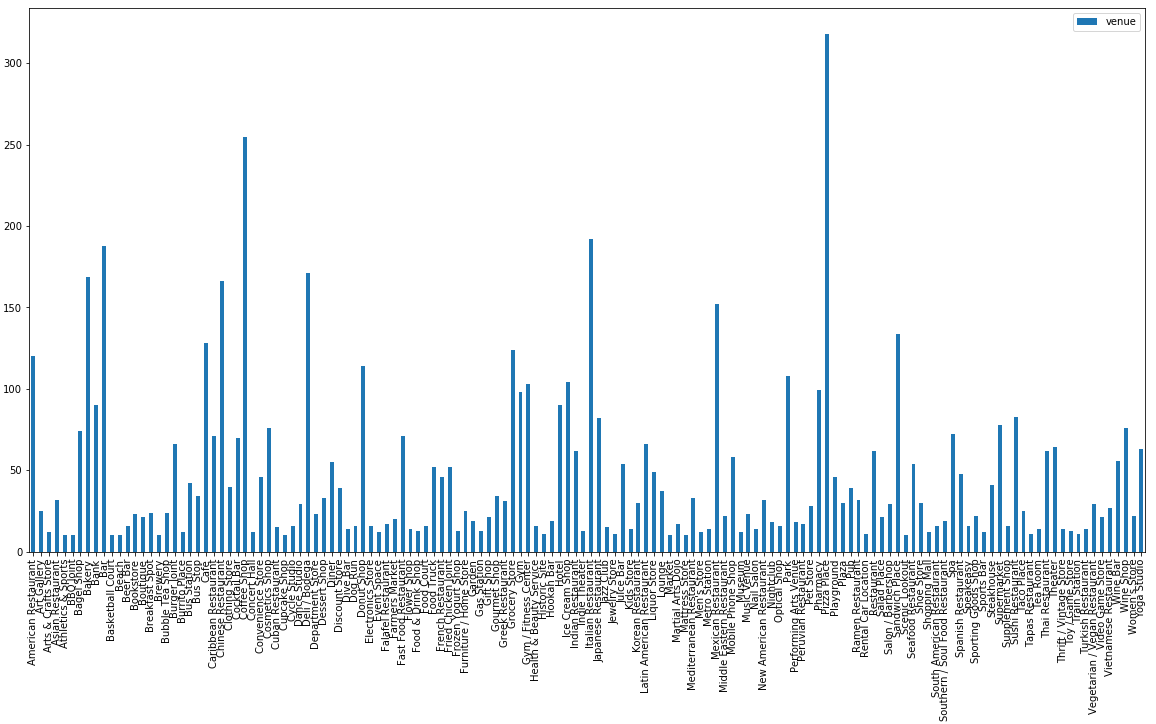 venue
300
250
200
150
100
50
0
American Restaurant
Art Gallery
Arts & Crafts Store
Asian Restaurant
Athletics & Sports
BBQ Joint
Bagel Shop
Bakery
Bank
Bar
Basketball Court
Beach
Beer Bar
Bookstore
Boutique
Breakfast Spot
Brewery
Bubble Tea Shop
Burger Joint
Burrito Place
Bus Station
Bus Stop
Café
Caribbean Restaurant
Chinese Restaurant
Clothing Store
Cocktail Bar
Coffee Shop
Concert Hall
Convenience Store
Cosmetics Shop
Cuban Restaurant
Cupcake Shop
Cycle Studio
Dance Studio
Deli / Bodega
Department Store
Dessert Shop
Diner
Discount Store
Dive Bar
Dog Run
Donut Shop
Electronics Store
Event Space
Falafel Restaurant
Farmers Market
Fast Food Restaurant
Flower Shop
Food & Drink Shop
Food Court
Food Truck
French Restaurant
Fried Chicken Joint
Frozen Yogurt Shop
Furniture / Home Store
Garden
Gas Station
Gift Shop
Gourmet Shop
Greek Restaurant
Grocery Store
Gym
Gym / Fitness Center
Health & Beauty Service
Historic Site
Hookah Bar
Hotel
Ice Cream Shop
Indian Restaurant
Indie Theater
Italian Restaurant
Japanese Restaurant
Jazz Club
Jewelry Store
Juice Bar
Kids Store
Korean Restaurant
Latin American Restaurant
Liquor Store
Lounge
Market
Martial Arts Dojo
Mattress Store
Mediterranean Restaurant
Men's Store
Metro Station
Mexican Restaurant
Middle Eastern Restaurant
Mobile Phone Shop
Museum
Music Venue
Nail Salon
New American Restaurant
Nightclub
Optical Shop
Park
Performing Arts Venue
Peruvian Restaurant
Pet Store
Pharmacy
Pizza Place
Playground
Plaza
Pub
Ramen Restaurant
Rental Car Location
Restaurant
Salad Place
Salon / Barbershop
Sandwich Place
Scenic Lookout
Seafood Restaurant
Shoe Store
Shopping Mall
South American Restaurant
Southern / Soul Food Restaurant
Spa
Spanish Restaurant
Speakeasy
Sporting Goods Shop
Sports Bar
Steakhouse
Supermarket
Supplement Shop
Sushi Restaurant
Taco Place
Tapas Restaurant
Tea Room
Thai Restaurant
Theater
Thrift / Vintage Store
Toy / Game Store
Train Station
Turkish Restaurant
Vegetarian / Vegan Restaurant
Video Game Store
Vietnamese Restaurant
Wine Bar
Wine Shop
Women's Store
Yoga Studio